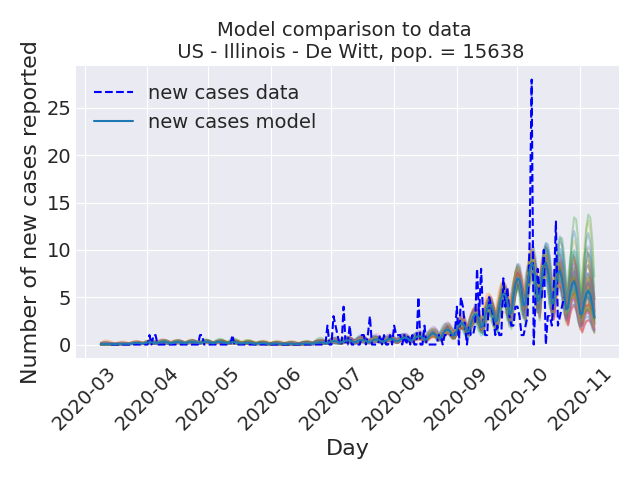 Model comparison to data
US - Illinois - De Witt, pop. = 15638
Number of new cases reported
new cases data
new cases model
25
20
15
10
5
0
2020-03
2020-04
2020-05
2020-06
2020-07
2020-08
2020-09
2020-10
2020-11
Day